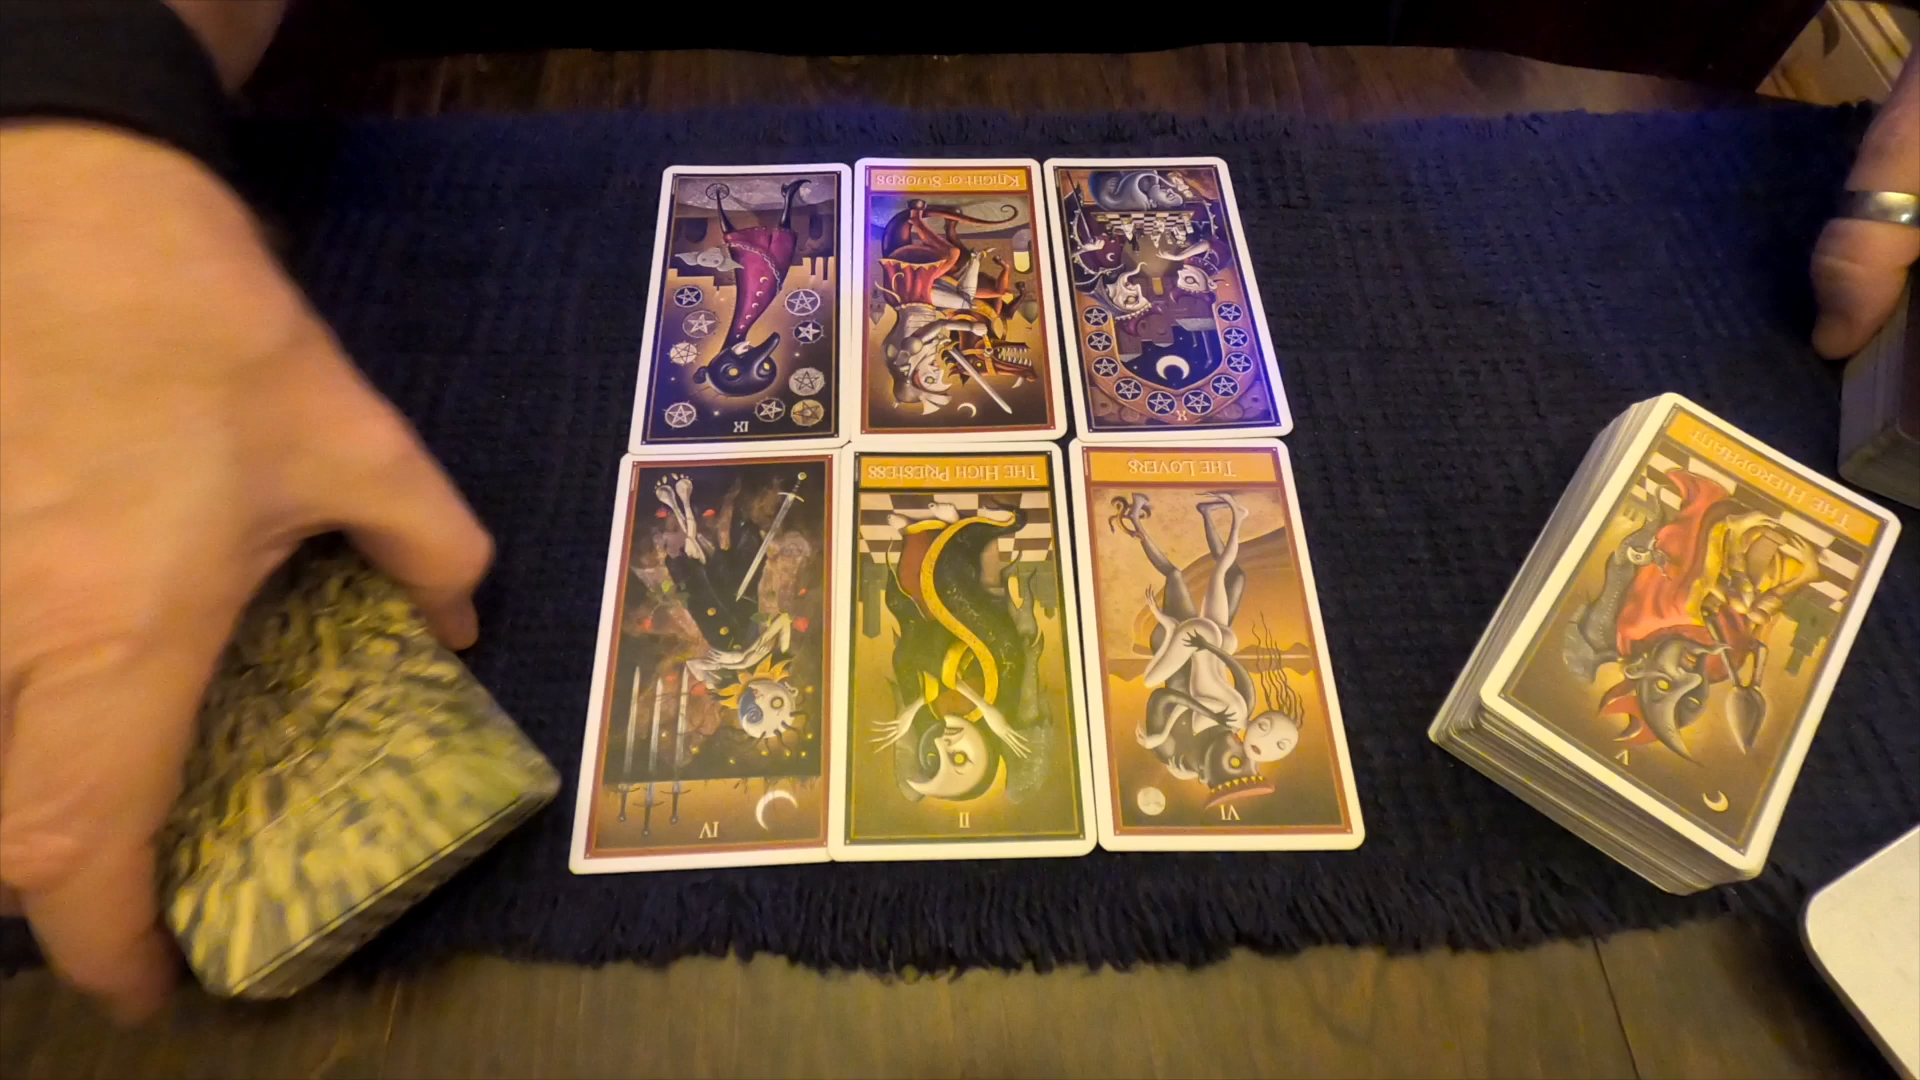 KNIGHT OF SWORDS
IX
X
THE HIGH PRIESTESS
THE LOVERS
IV
II
VI
THE HIEROPHANT
V